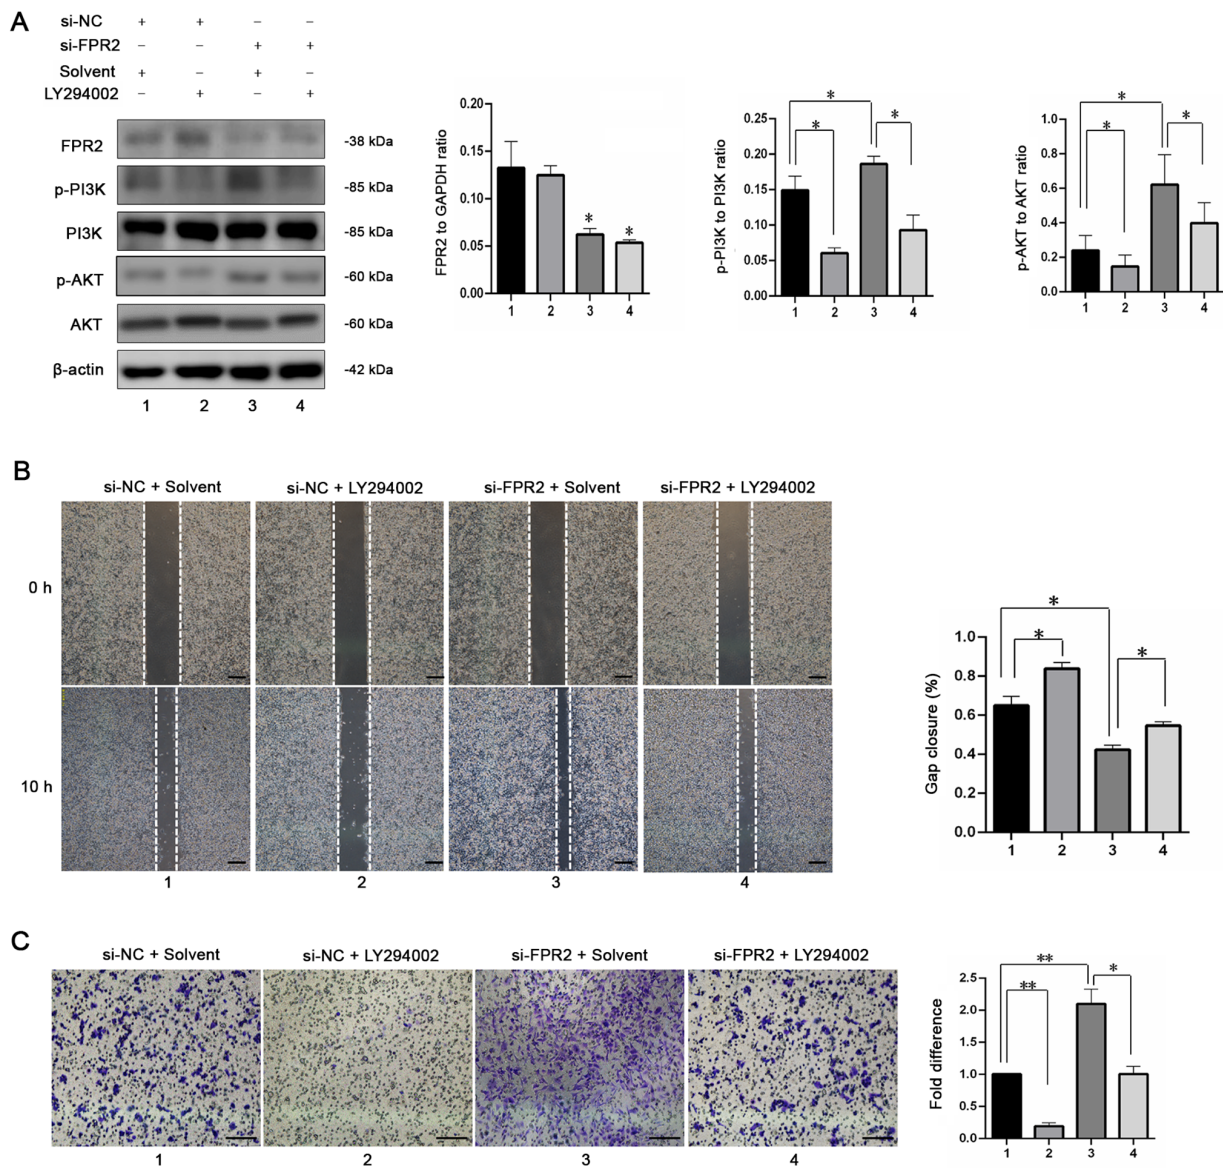 A
si-NC + + – –
si-FPR2 – – + +
Solvent + – + –
LY294002 – + – +
FPR2 -38 kDa
p-PI3K -85 kDa
PI3K -85 kDa
p-AKT -60 kDa
AKT -60 kDa
β-actin -42 kDa
1 2 3 4
FPR2 to GAPDH ratio
0.20
0.15
0.10
0.05
0.00
* *
1 2 3 4
p-PI3K to PI3K ratio
0.25
0.20
0.15
0.10
0.05
0.00
* * *
1 2 3 4
p-AKT to AKT ratio
1.0
0.8
0.6
0.4
0.2
0.0
* * *
1 2 3 4
B
si-NC + Solvent si-NC + LY294002 si-FPR2 + Solvent si-FPR2 + LY294002
0 h
10 h
1 2 3 4
Gap closure (%)
1.0
0.8
0.6
0.4
0.2
0.0
* * *
1 2 3 4
C
si-NC + Solvent si-NC + LY294002 si-FPR2 + Solvent si-FPR2 + LY294002
1 2 3 4
Fold difference
2.5
2.0
1.5
1.0
0.5
0.0
** ** *
1 2 3 4